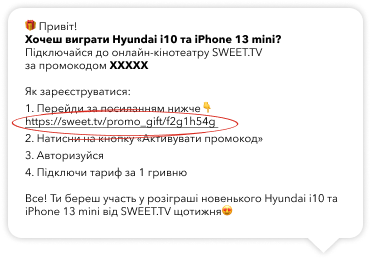 🎁 Привіт!
Хочеш виграти Hyundai i10 та iPhone 13 mini?
Підключайся до онлайн-кінотеатру SWEET.TV
за промокодом XXXXX
Як зареєструватися:
1. Перейди за посиланням нижче👇
https://sweet.tv/promo_gift/f2g1h54g
2. Натисни на кнопку «Активувати промокод»
3. Авторизуйся
4. Підключи тариф за 1 гривню
Все! Ти береш участь у розіграші новенького Hyundai i10 та
iPhone 13 mini від SWEET.TV щотижня😍